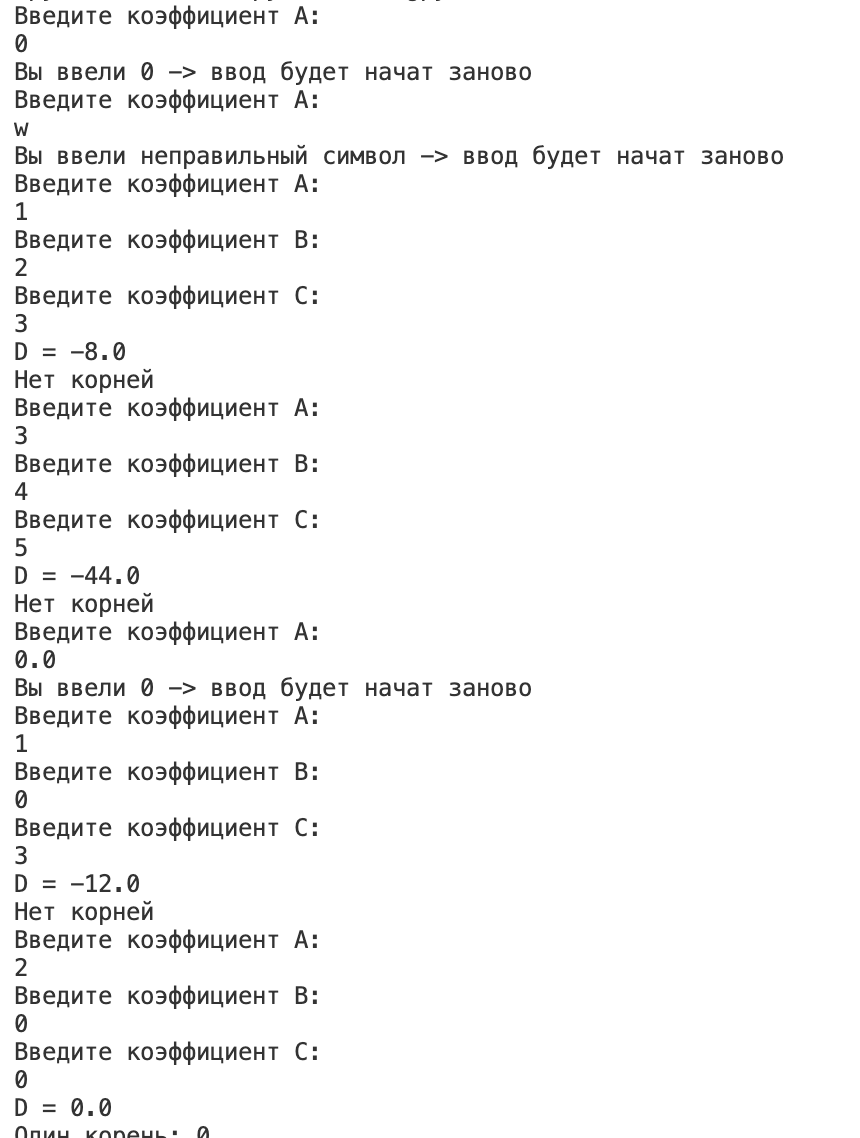 Введите коэффициент A:
0
Вы ввели 0 —> ввод будет начат заново
Введите коэффициент A:
w
Вы ввели неправильный символ —> ввод будет начат заново
Введите коэффициент A:
1
Введите коэффициент B:
2
Введите коэффициент C:
3
D = −8.0
Нет корней
Введите коэффициент A:
3
Введите коэффициент B:
4
Введите коэффициент C:
5
D = −44.0
Нет корней
Введите коэффициент A:
0.0
Вы ввели 0 —> ввод будет начат заново
Введите коэффициент A:
1
Введите коэффициент B:
0
Введите коэффициент C:
3
D = −12.0
Нет корней
Введите коэффициент A:
2
Введите коэффициент B:
0
Введите коэффициент C:
0
D = 0.0
Один корень: 0